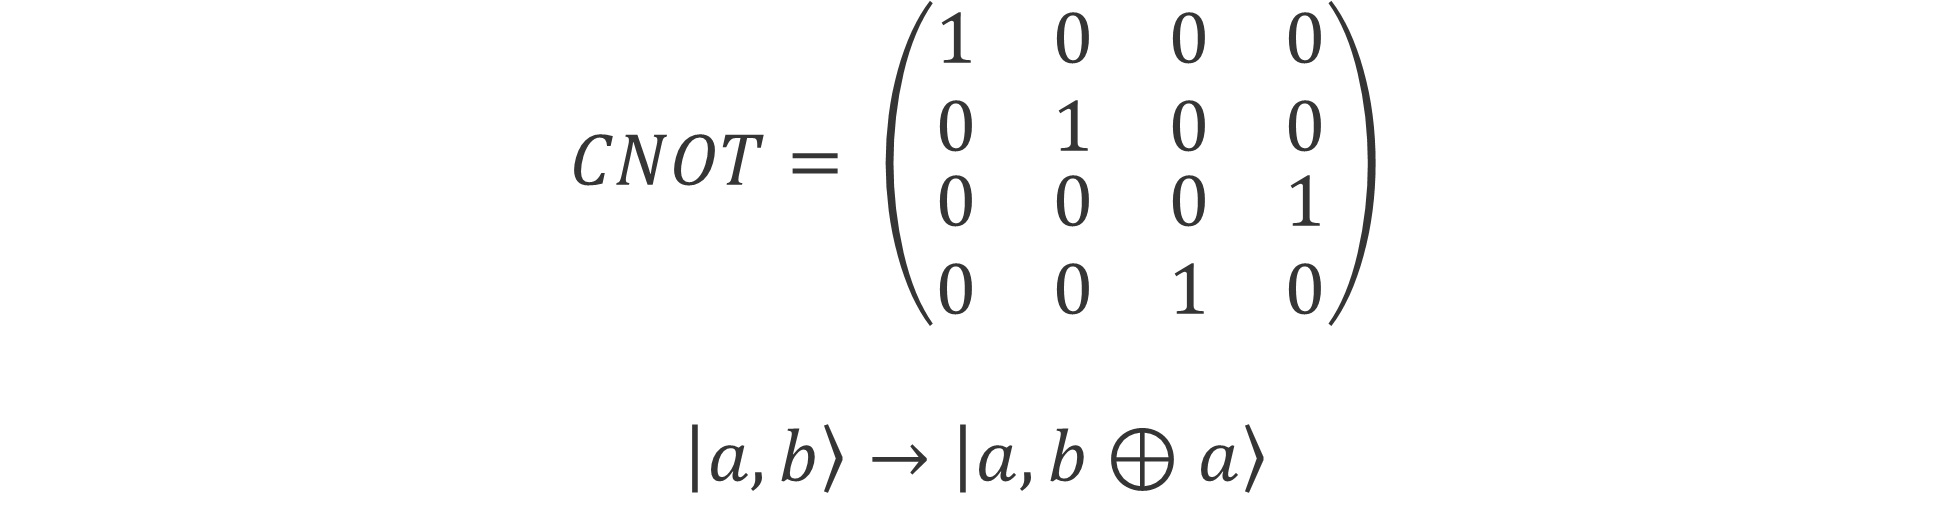 CNOT = ⎛1 0 0 0⎞
0 1 0 0
0 0 0 1
0 0 1 0
|a, b⟩ → |a, b ⊕ a⟩